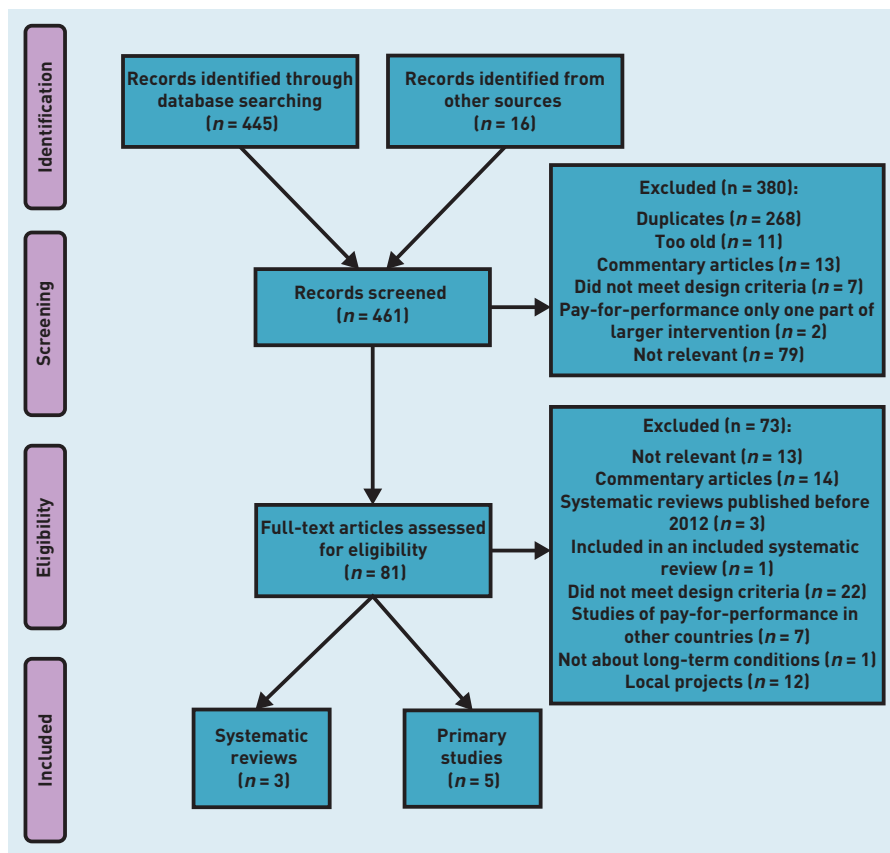 Identification
Records identified through
database searching
(n = 445)
Records identified from
other sources
(n = 16)
Screening
Records screened
(n = 461)
Excluded (n = 380):
Duplicates (n = 268)
Too old (n = 11)
Commentary articles (n = 13)
Did not meet design criteria (n = 7)
Pay-for-performance only one part of
larger intervention (n = 2)
Not relevant (n = 79)
Eligibility
Full-text articles assessed
for eligibility
(n = 81)
Excluded (n = 73):
Not relevant (n = 13)
Commentary articles (n = 14)
Systematic reviews published before
2012 (n = 3)
Included in an included systematic
review (n = 1)
Did not meet design criteria (n = 22)
Studies of pay-for-performance in
other countries (n = 7)
Not about long-term conditions (n = 1)
Local projects (n = 12)
Included
Systematic
reviews
(n = 3)
Primary
studies
(n = 5)